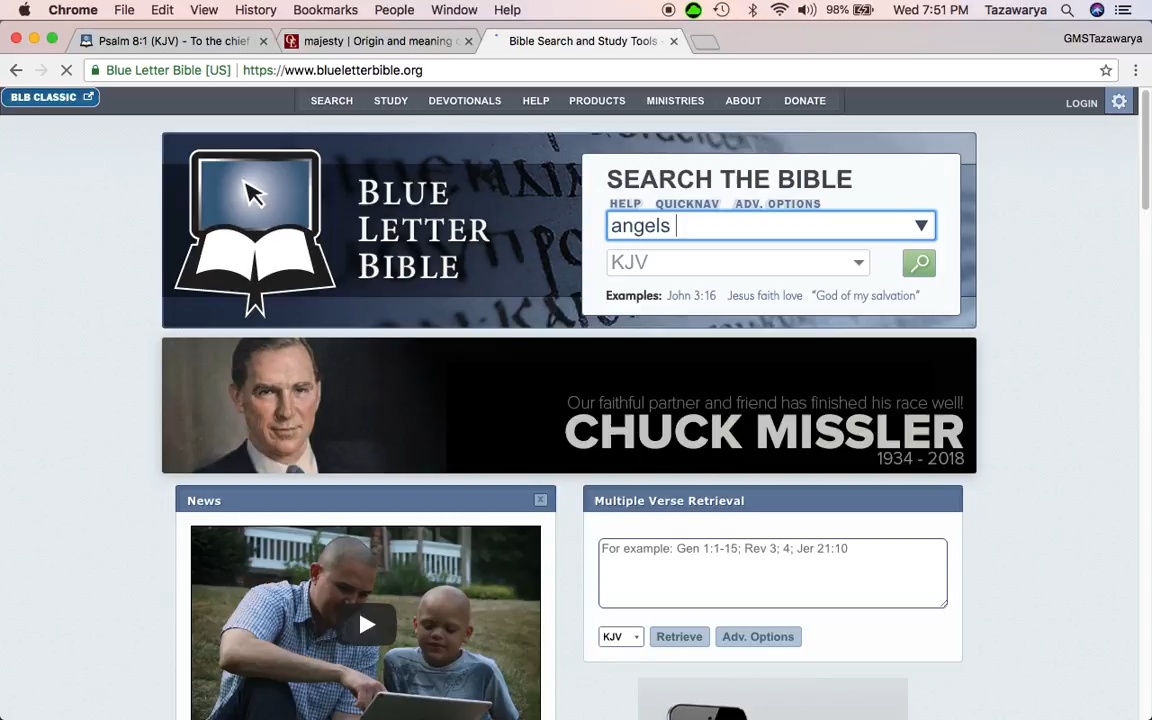 Chrome File Edit View History Bookmarks People Window Help 98% Wed 7:51 PM Tazawarya
Psalm 8:1 (KJV) - To the chief majesty | Origin and meaning o Bible Search and Study Tools - GMSTazawarya
Blue Letter Bible [US] https://www.blueletterbible.org
BLB CLASSIC SEARCH STUDY DEVOTIONALS HELP PRODUCTS MINISTRIES ABOUT DONATE LOGIN
BLUE
LETTER
BIBLE
SEARCH THE BIBLE
HELP QUICKNAV ADV. OPTIONS
angels
KJV
Examples: John 3:16 Jesus faith love “God of my salvation”
Our faithful partner and friend has finished his race well!
CHUCK MISSLER
1934 - 2018
News
Multiple Verse Retrieval
For example: Gen 1:1-15; Rev 3; 4; Jer 21:10
KJV Retrieve Adv. Options